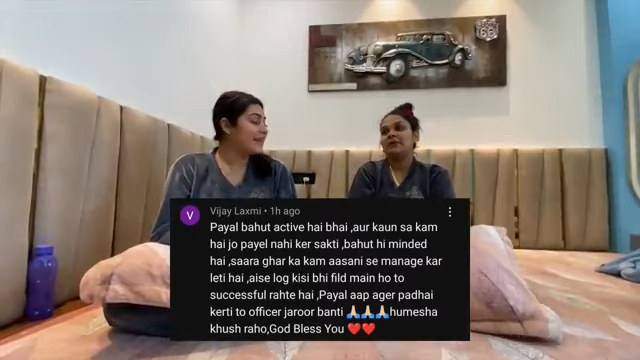 66
Vijay Laxmi • 1h ago
Payal bahut active hai bhai ,aur kaun sa kam
hai jo payel nahi ker sakti ,bahut hi minded
hai ,saara ghar ka kam aasani se manage kar
leti hai ,aise log kisi bhi fild main ho to
successful rahte hai ,Payal aap ager padhai
kerti to officer jaroor banti 🙏🏻🙏🏻🙏🏻humesha
khush raho,God Bless You ❤️❤️